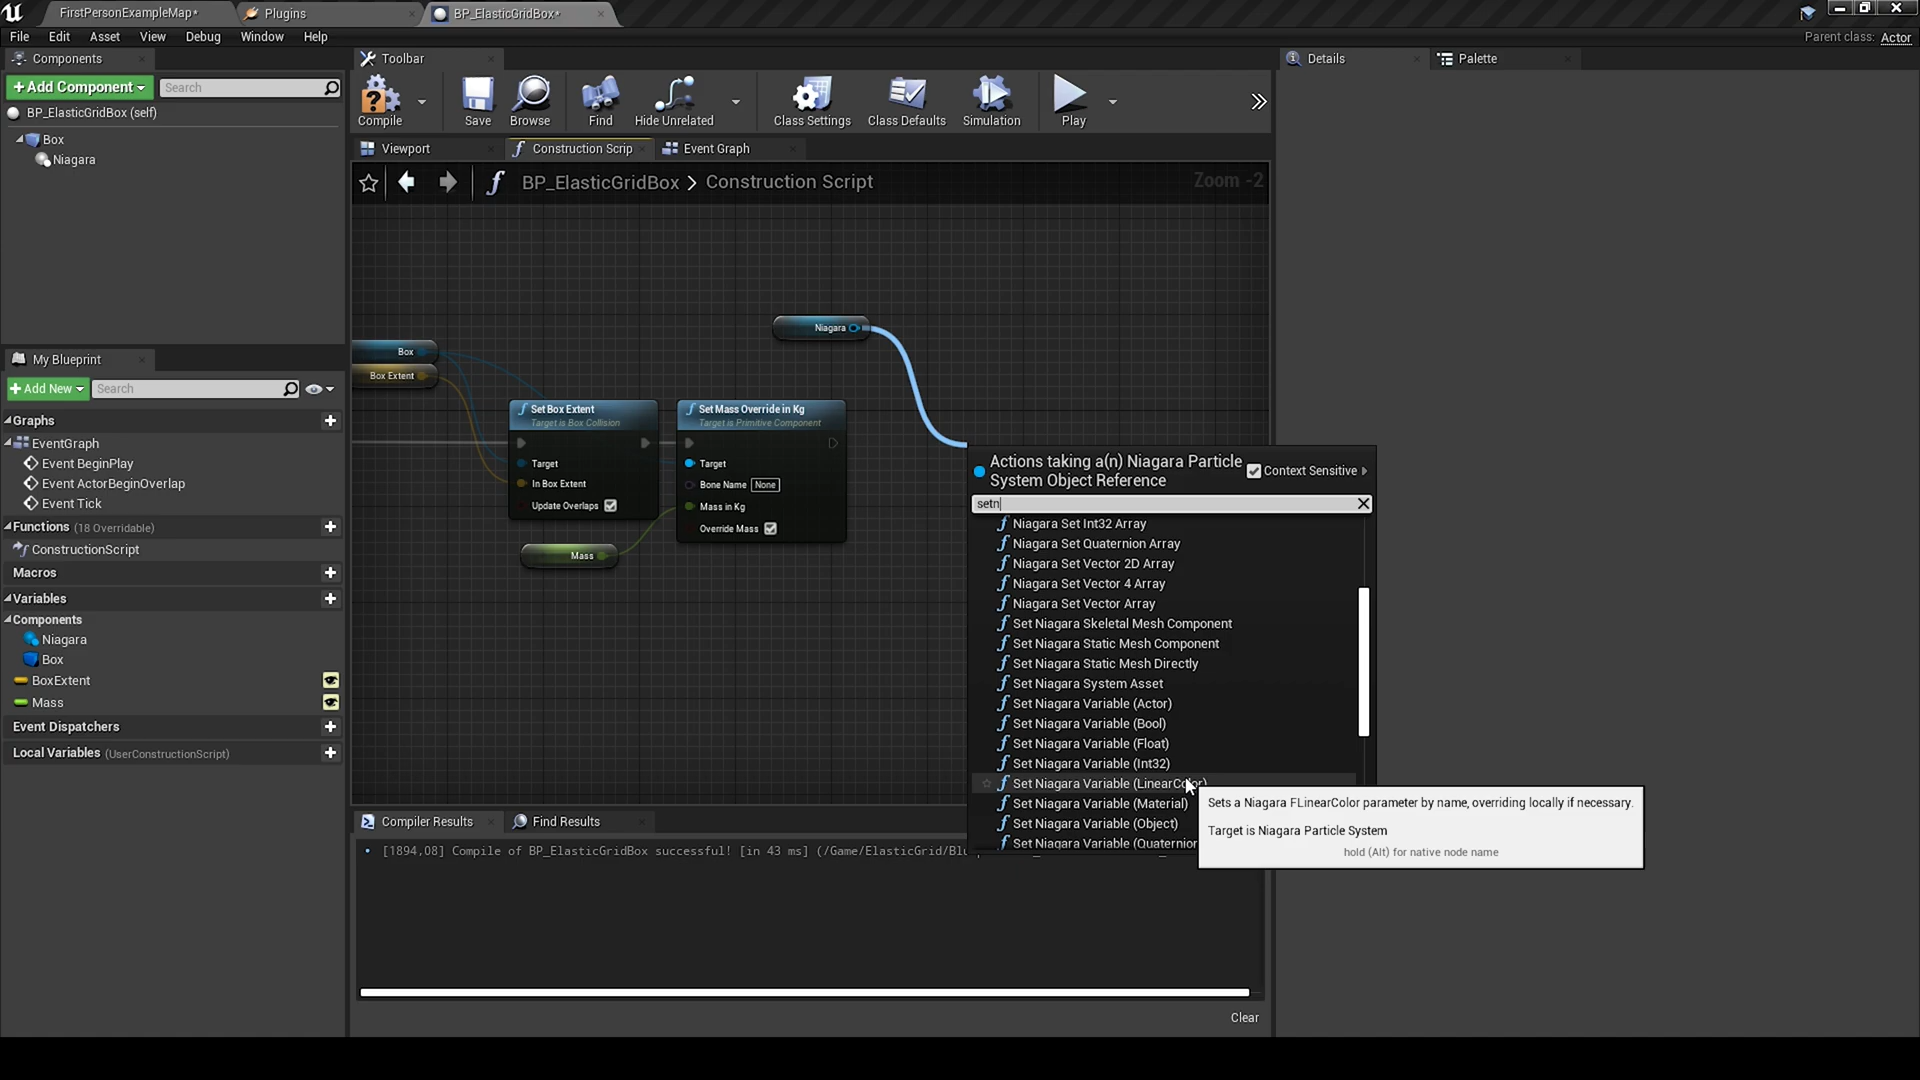 FirstPersonExampleMap*
Plugins
BP_ElasticGridBox*
File Edit Asset View Window Debug Help
Parent class: Actor
Components
Toolbar
Details
Palette
+Add Component
Search
BP_ElasticGridBox (self)
Box
Niagara
Compile
Save
Browse
Find
Hide Unrelated
Class Settings
Class Defaults
Simulation
Play
Viewport
Construction Scrip
Event Graph
BP_ElasticGridBox > Construction Script
Zoom -2
Niagara
Box
Box Extent
Set Box Extent
Target is Box Collision
Target
In Box Extent
Update Overlaps
Set Mass Override in Kg
Target is Primitive Component
Target
Bone Name None
Mass in Kg
Override Mass
Mass
My Blueprint
+Add New
Search
Graphs
EventGraph
Event BeginPlay
Event ActorBeginOverlap
Event Tick
Functions (18 Overridable)
ConstructionScript
Macros
Variables
Components
Niagara
Box
BoxExtent
Mass
Event Dispatchers
Local Variables (UserConstructionScript)
Actions taking a(n) Niagara Particle
System Object Reference
Context Sensitive
setn
Niagara Set Int32 Array
Niagara Set Quaternion Array
Niagara Set Vector 2D Array
Niagara Set Vector 4 Array
Niagara Set Vector Array
Set Niagara Skeletal Mesh Component
Set Niagara Static Mesh Component
Set Niagara Static Mesh Directly
Set Niagara System Asset
Set Niagara Variable (Actor)
Set Niagara Variable (Bool)
Set Niagara Variable (Float)
Set Niagara Variable (Int32)
Set Niagara Variable (LinearColor)
Set Niagara Variable (Material)
Set Niagara Variable (Object)
Set Niagara Variable (Quaternion
Sets a Niagara FLinearColor parameter by name, overriding locally if necessary.
Target is Niagara Particle System
hold (Alt) for native node name
Compiler Results
Find Results
[1894,08] Compile of BP_ElasticGridBox successful! [in 43 ms] (/Game/ElasticGrid/Blu
Clear